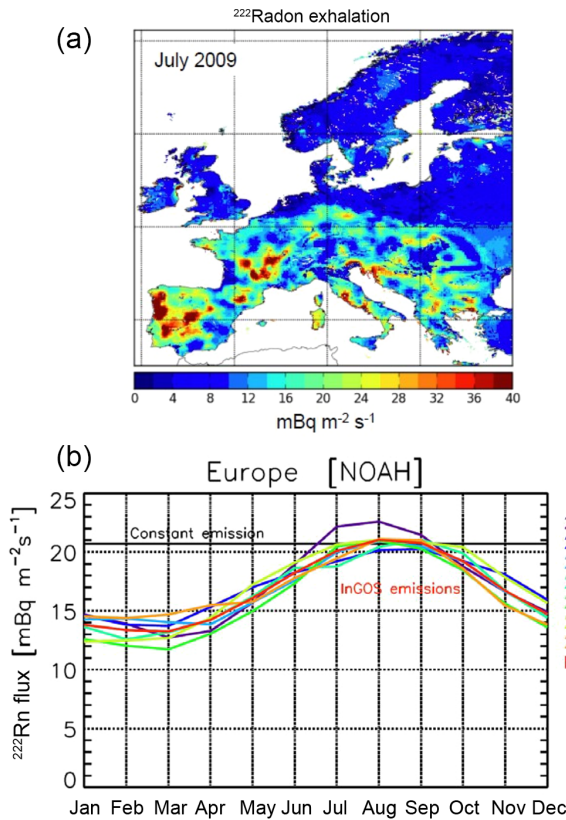 ²²²Radon exhalation
(a)
July 2009
0 4 8 12 16 20 24 28 32 36 40
mBq m⁻² s⁻¹
(b)
Europe [NOAH]
25
20
15
10
5
0
²²²Rn flux [mBq m⁻²s⁻¹]
Constant emission
InGOS emissions
Jan Feb Mar Apr May Jun Jul Aug Sep Oct Nov Dec